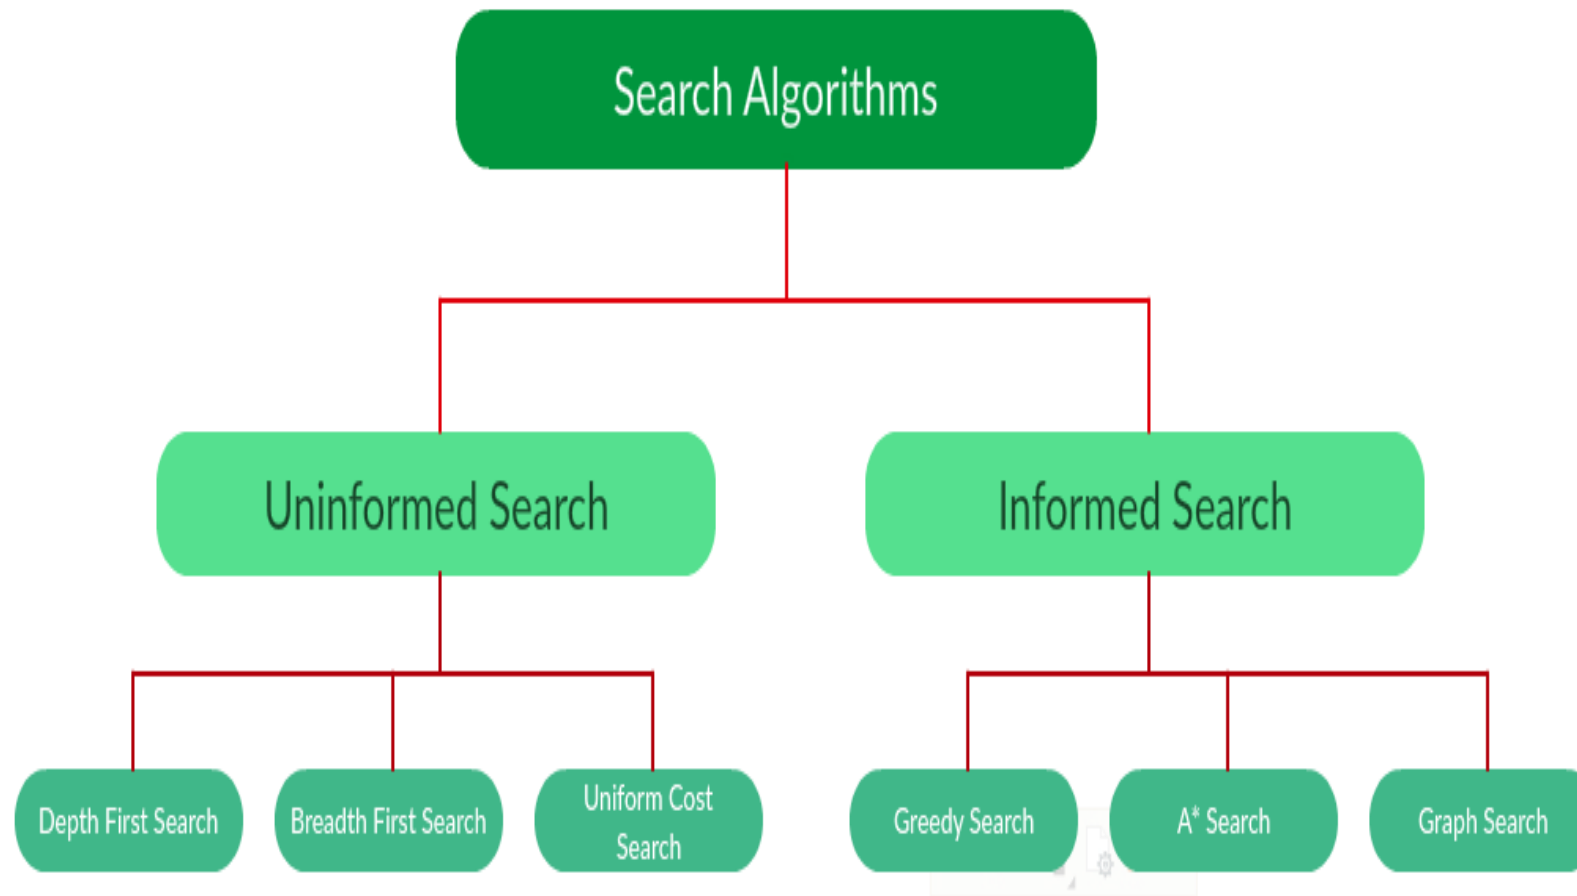 Search Algorithms
Uninformed Search
Informed Search
Depth First Search
Breadth First Search
Uniform Cost
Search
Greedy Search
A* Search
Graph Search